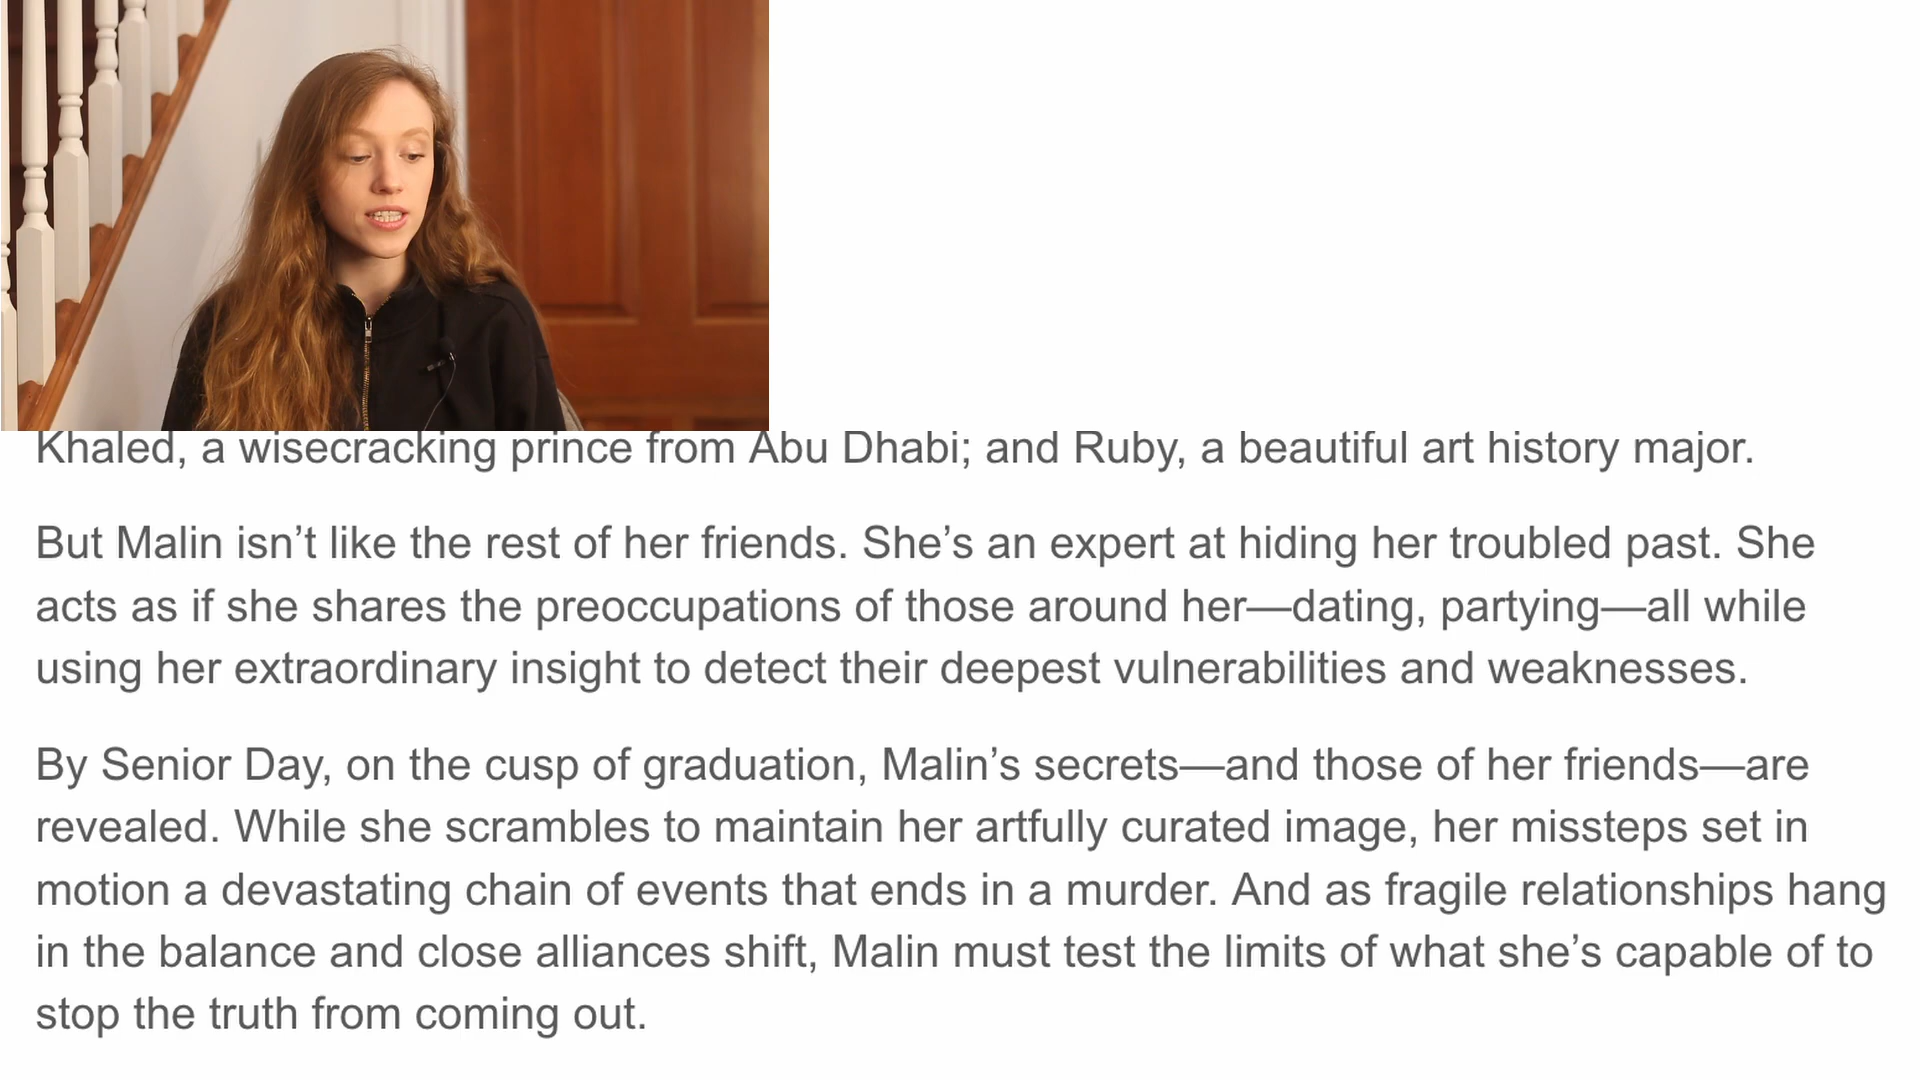 Khaled, a wisecracking prince from Abu Dhabi; and Ruby, a beautiful art history major.
But Malin isn’t like the rest of her friends. She’s an expert at hiding her troubled past. She
acts as if she shares the preoccupations of those around her—dating, partying—all while
using her extraordinary insight to detect their deepest vulnerabilities and weaknesses.
By Senior Day, on the cusp of graduation, Malin’s secrets—and those of her friends—are
revealed. While she scrambles to maintain her artfully curated image, her missteps set in
motion a devastating chain of events that ends in a murder. And as fragile relationships hang
in the balance and close alliances shift, Malin must test the limits of what she’s capable of to
stop the truth from coming out.